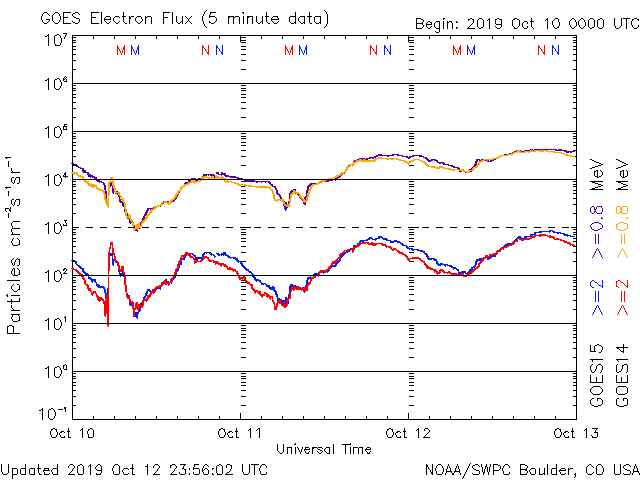 GOES Electron Flux (5 minute data)
Begin: 2019 Oct 10 0000 UTC
M M N N M M N N M M N N
10⁷
10⁶
10⁵
10⁴
10³
10²
10¹
10⁰
10⁻¹
Particles cm⁻²s⁻¹sr⁻¹
Oct 10 Oct 11 Oct 12 Oct 13
Universal Time
GOES15 >=2 >=0.8 MeV
GOES14 >=2 >=0.8 MeV
Updated 2019 Oct 12 23:56:02 UTC
NOAA/SWPC Boulder, CO USA